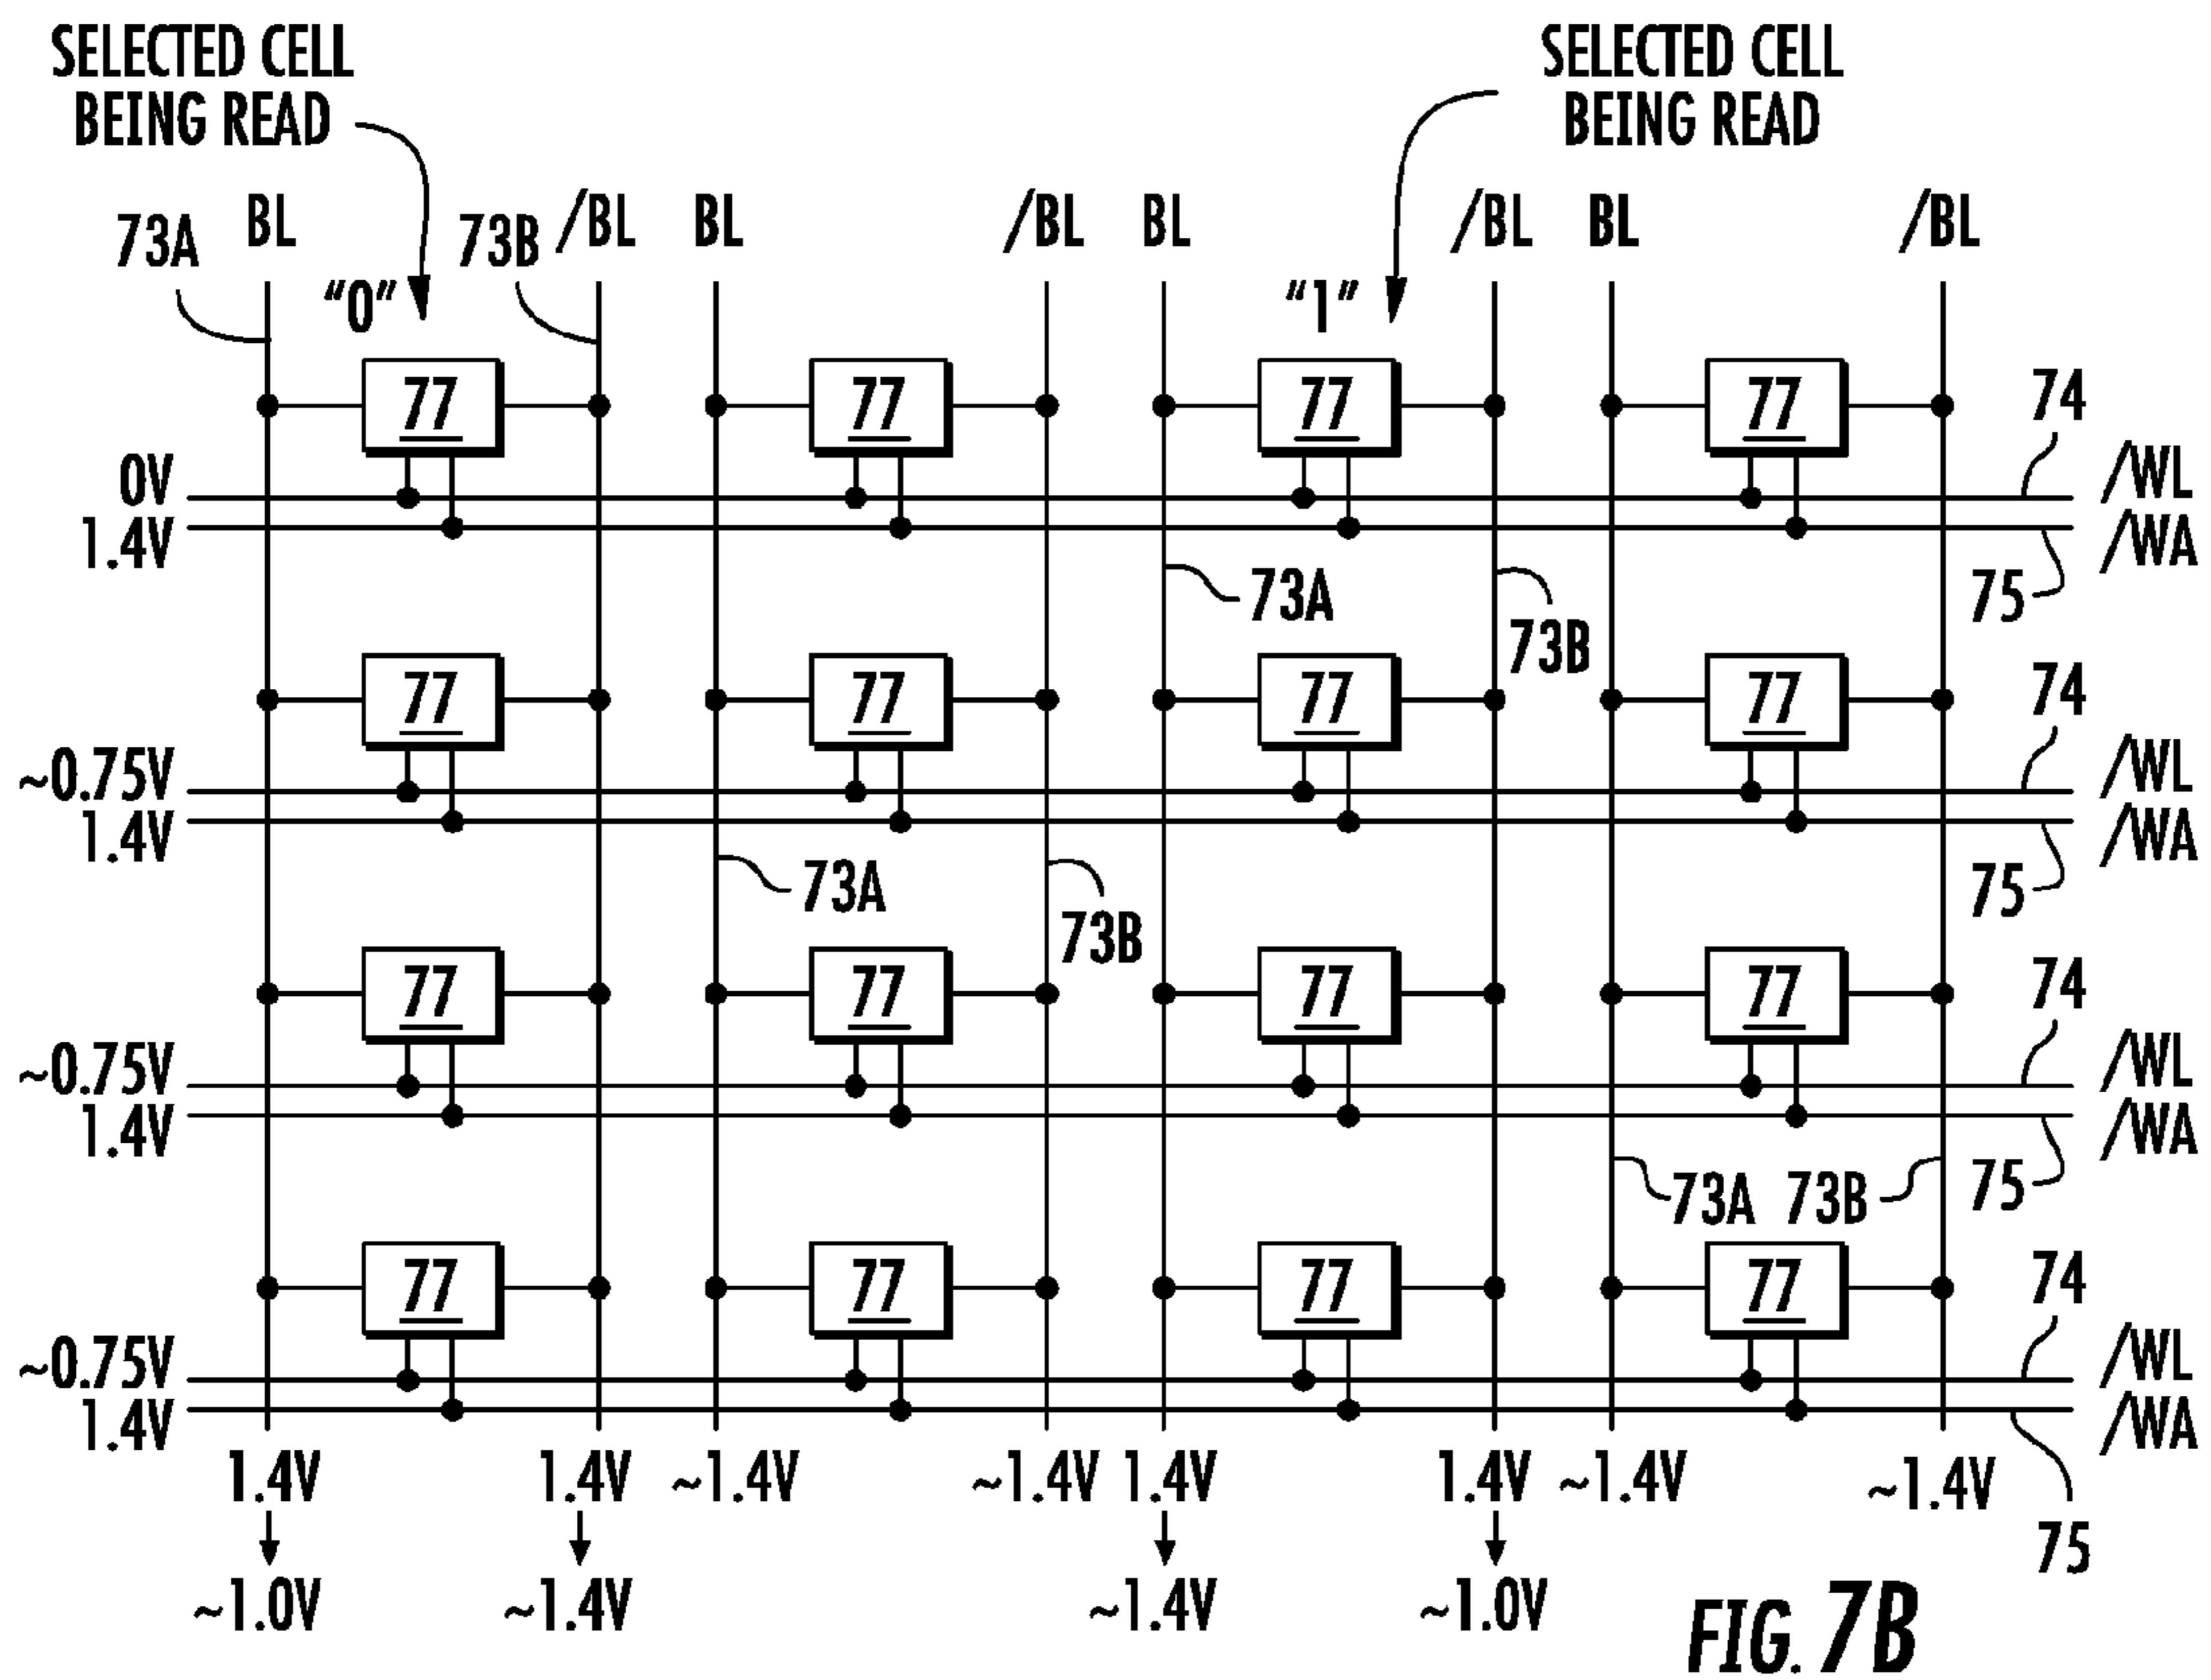 SELECTED CELL
BEING READ
SELECTED CELL
BEING READ
73A BL 73B /BL BL /BL BL /BL BL /BL
“0” “1”
77 77 77 77
74
0V /WL
1.4V /WA
75
73A
73B
77 77 77 77
74
~0.75V /WL
1.4V /WA
75
73A
73B
77 77 77 77
74
~0.75V /WL
1.4V /WA
75
73A 73B
77 77 77 77
74
~0.75V /WL
1.4V /WA
75
1.4V 1.4V ~1.4V ~1.4V 1.4V 1.4V ~1.4V ~1.4V
~1.0V ~1.4V ~1.4V ~1.0V
FIG. 7B